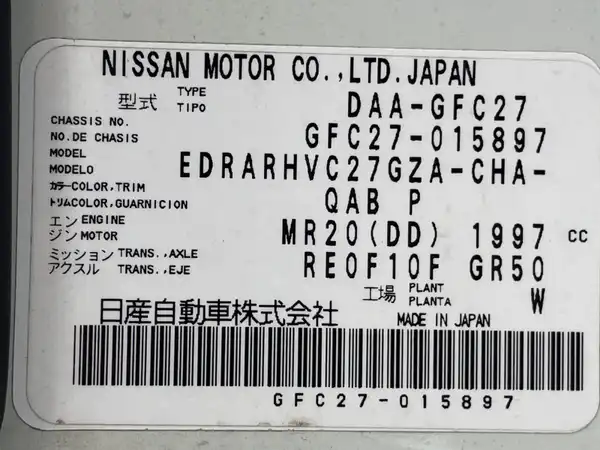 NISSAN MOTOR CO.,LTD.JAPAN
型式 TYPE TIPO DAA-GFC27
CHASSIS NO.
NO.DE CHASIS GFC27-015897
MODEL
MODELO EDRARHVC27GZA-CHA-
カラーCOLOR,TRIM
トリムCOLOR,GUARNICION QAB P
エンジン ENGINE MOTOR MR20(DD) 1997 CC
ミッション TRANS.,AXLE
アクスル TRANS.,EJE RE0F10F GR50
工場 PLANT PLANTA W
日産自動車株式会社 MADE IN JAPAN
GFC27-015897